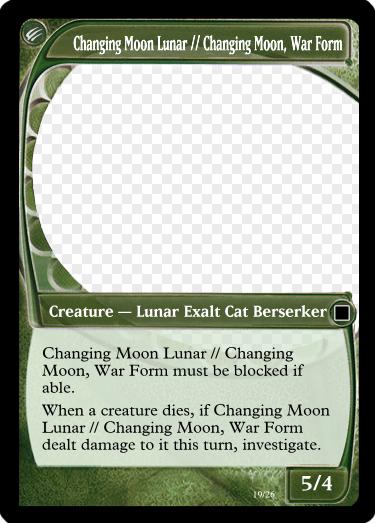 Changing Moon Lunar // Changing Moon, War Form
Creature — Lunar Exalt Cat Berserker
Changing Moon Lunar // Changing
Moon, War Form must be blocked if
able.
When a creature dies, if Changing Moon
Lunar // Changing Moon, War Form
dealt damage to it this turn, investigate.
5/4
19/26